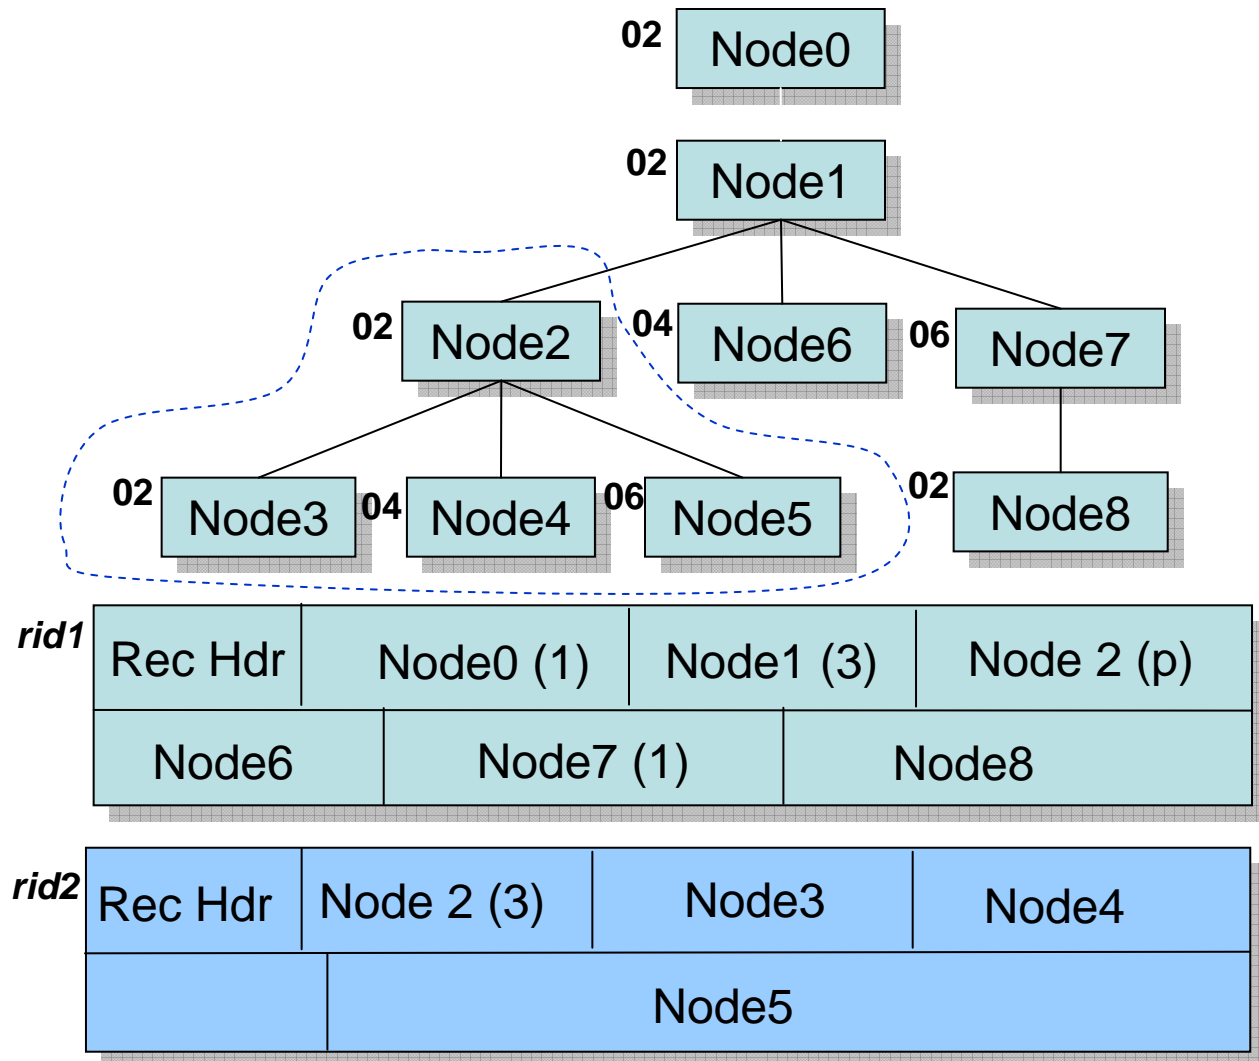 02 Node0
02 Node1
02 Node2 04 Node6 06 Node7
02 Node3 04 Node4 06 Node5 02 Node8
rid1 Rec Hdr Node0 (1) Node1 (3) Node 2 (p)
Node6 Node7 (1) Node8
rid2 Rec Hdr Node 2 (3) Node3 Node4
Node5